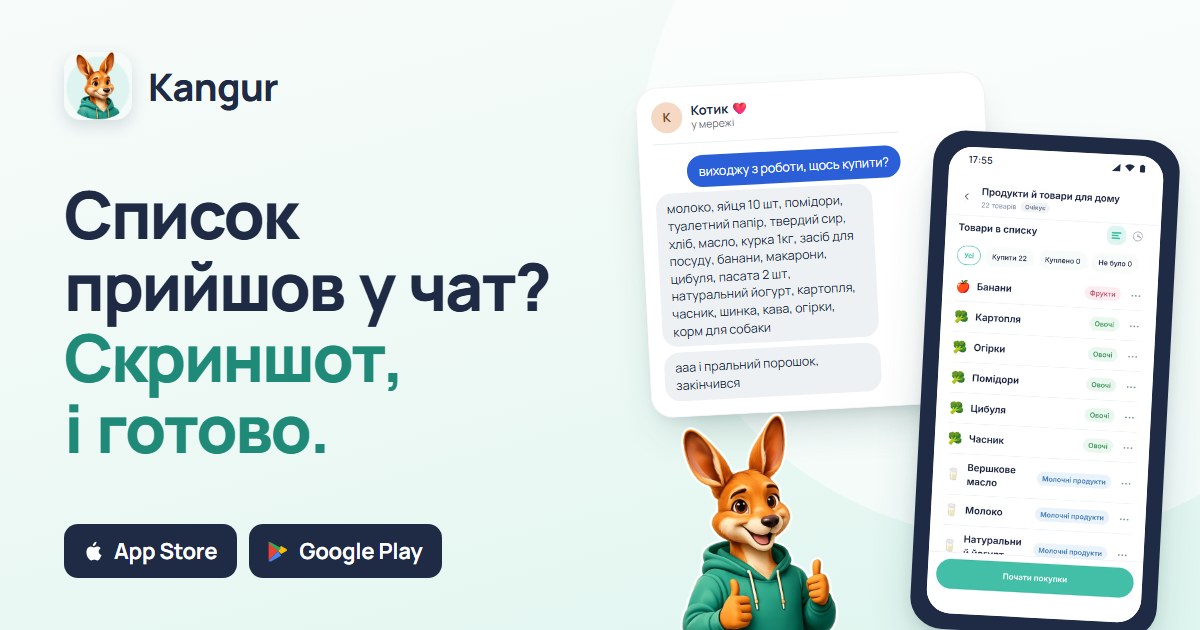 Kangur
Список
прийшов у чат?
Скриншот,
і готово.
App Store
Google Play
К
Котик ❤️
у мережі
виходжу з роботи, щось купити?
молоко, яйця 10 шт, помідори,
туалетний папір, твердий сир,
хліб, масло, курка 1кг, засіб для
посуду, банани, макарони,
цибуля, пасата 2 шт,
натуральний йогурт, картопля,
часник, шинка, кава, огірки,
корм для собаки
ааа і пральний порошок,
закінчився
17:55
Продукти й товари для дому
22 товарів Очікує
Товари в списку
Усі Купити 22 Куплено 0 Не було 0
Банани Фрукти
Картопля Овочі
Огірки Овочі
Помідори Овочі
Цибуля Овочі
Часник Овочі
Вершкове
масло Молочні продукти
Молоко Молочні продукти
Натуральни
й йогурт Молочні продукти
Почати покупки